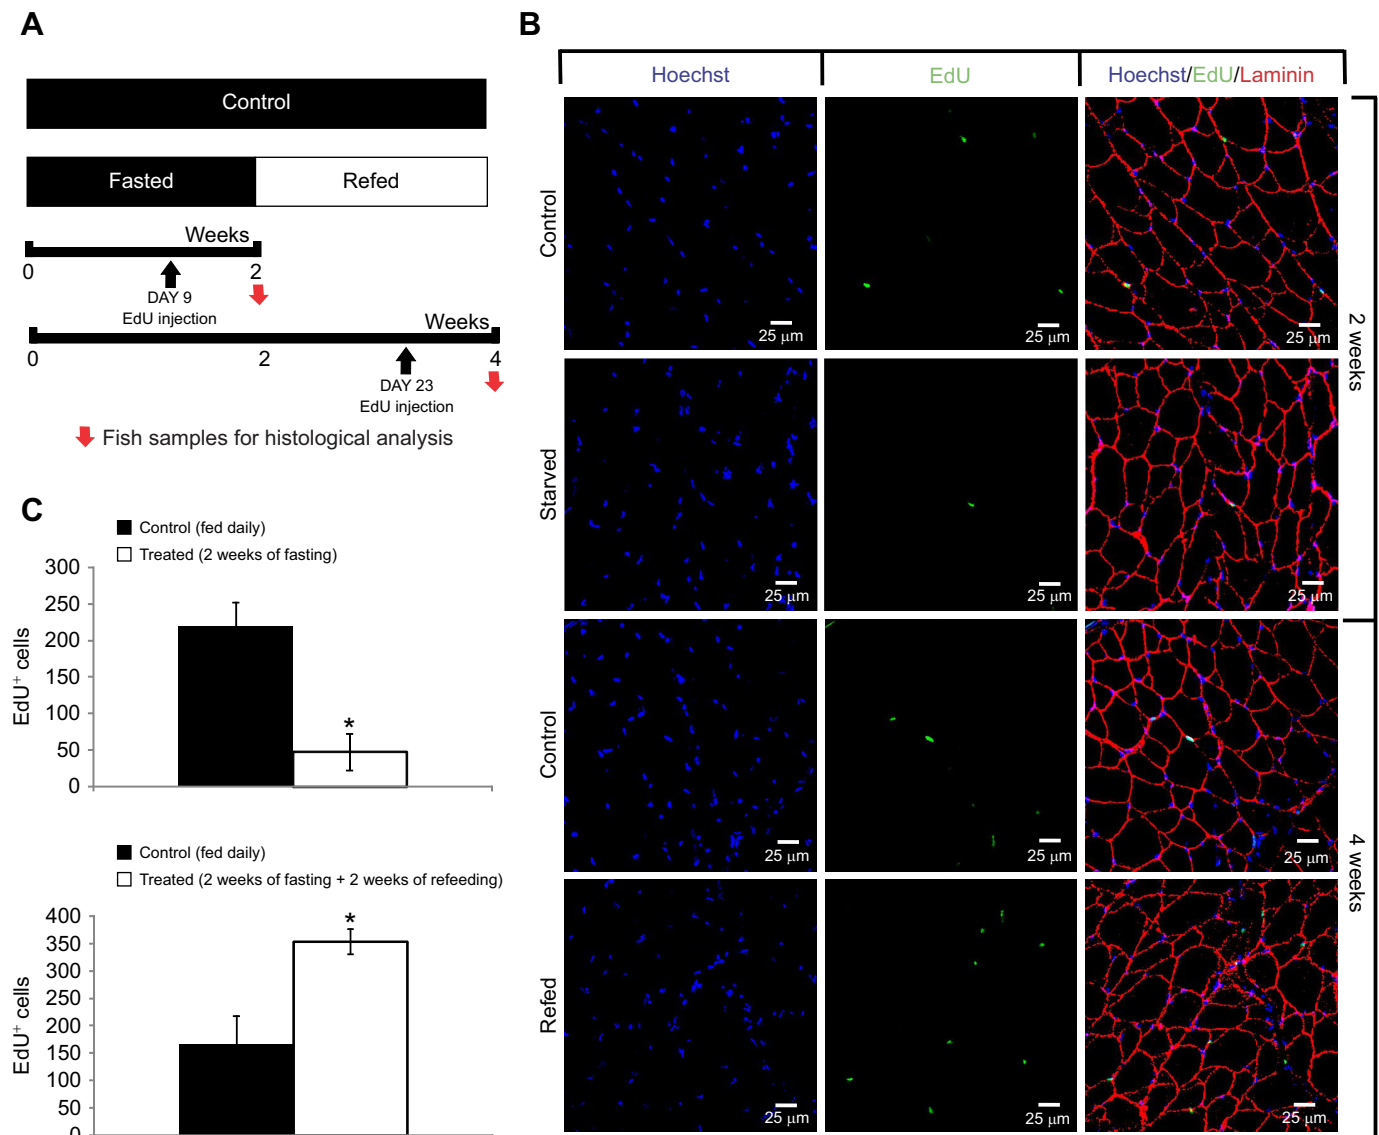 A
Control
Fasted
Refed
Weeks
0
2
DAY 9
EdU injection
Weeks
0
2
4
DAY 23
EdU injection
Fish samples for histological analysis
B
Hoechst
EdU
Hoechst/EdU/Laminin
Control
25 µm
25 µm
25 µm
Starved
25 µm
25 µm
25 µm
2 weeks
Control
25 µm
25 µm
25 µm
Refed
25 µm
25 µm
25 µm
4 weeks
C
Control (fed daily)
Treated (2 weeks of fasting)
300
250
200
150
100
50
0
EdU+ cells
*
Control (fed daily)
Treated (2 weeks of fasting + 2 weeks of refeeding)
400
350
300
250
200
150
100
50
0
EdU+ cells
*